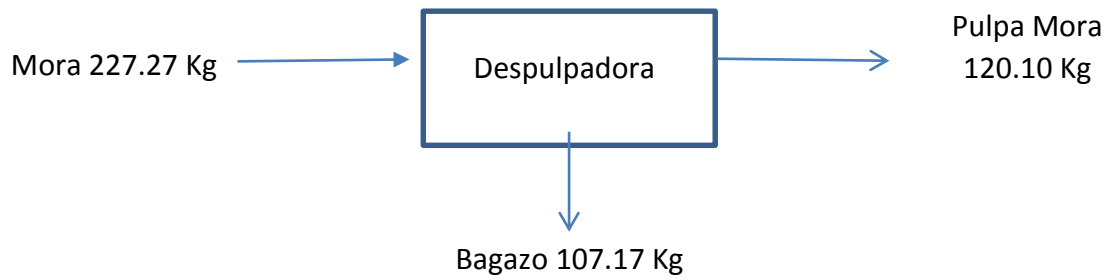 Pulpa Mora
120.10 Kg
Mora 227.27 Kg
Despulpadora
Bagazo 107.17 Kg